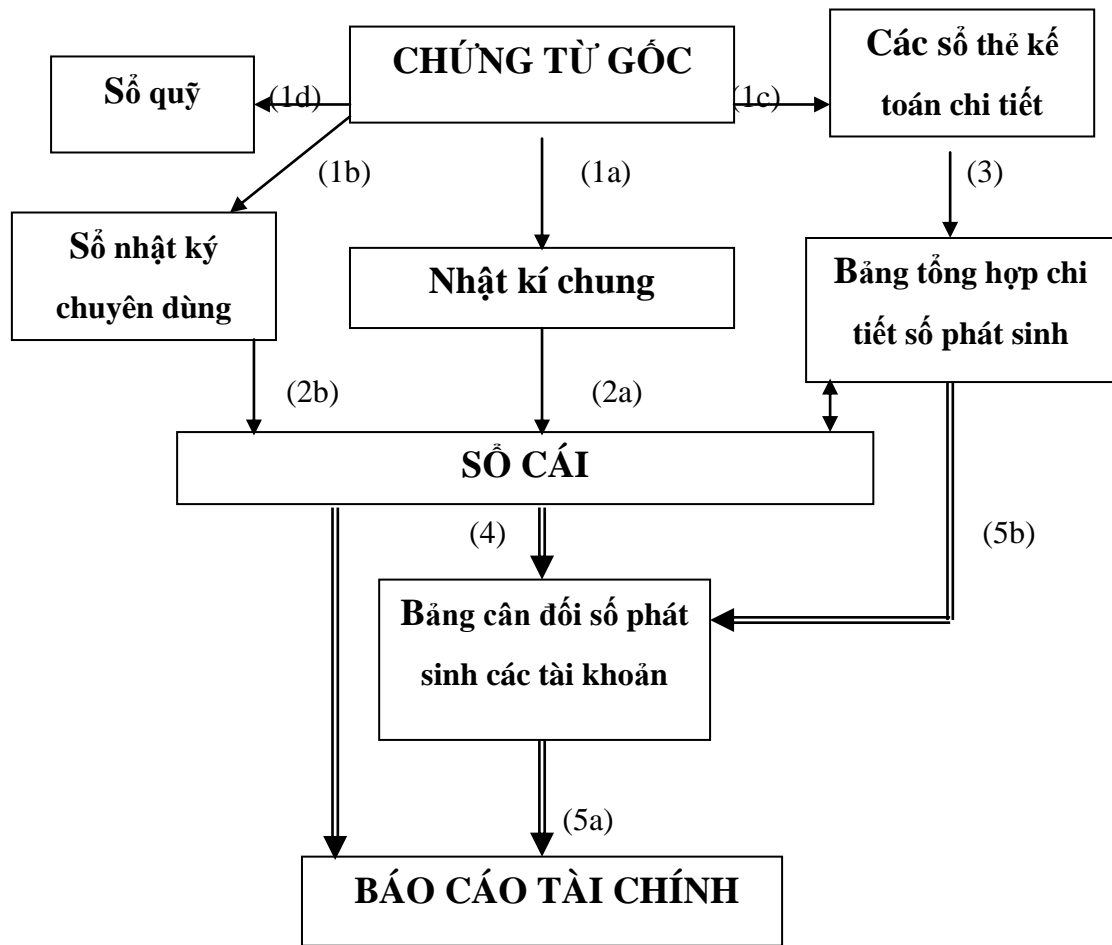 CHỨNG TỪ GỐC
Các sổ thẻ kế
toán chi tiết
Sổ quỹ
(1d)
(1c)
(1b)
(1a)
(3)
Sổ nhật ký
chuyên dùng
Nhật kí chung
Bảng tổng hợp chi
tiết số phát sinh
(2b)
(2a)
SỔ CÁI
(4)
(5b)
Bảng cân đối số phát
sinh các tài khoản
(5a)
BÁO CÁO TÀI CHÍNH